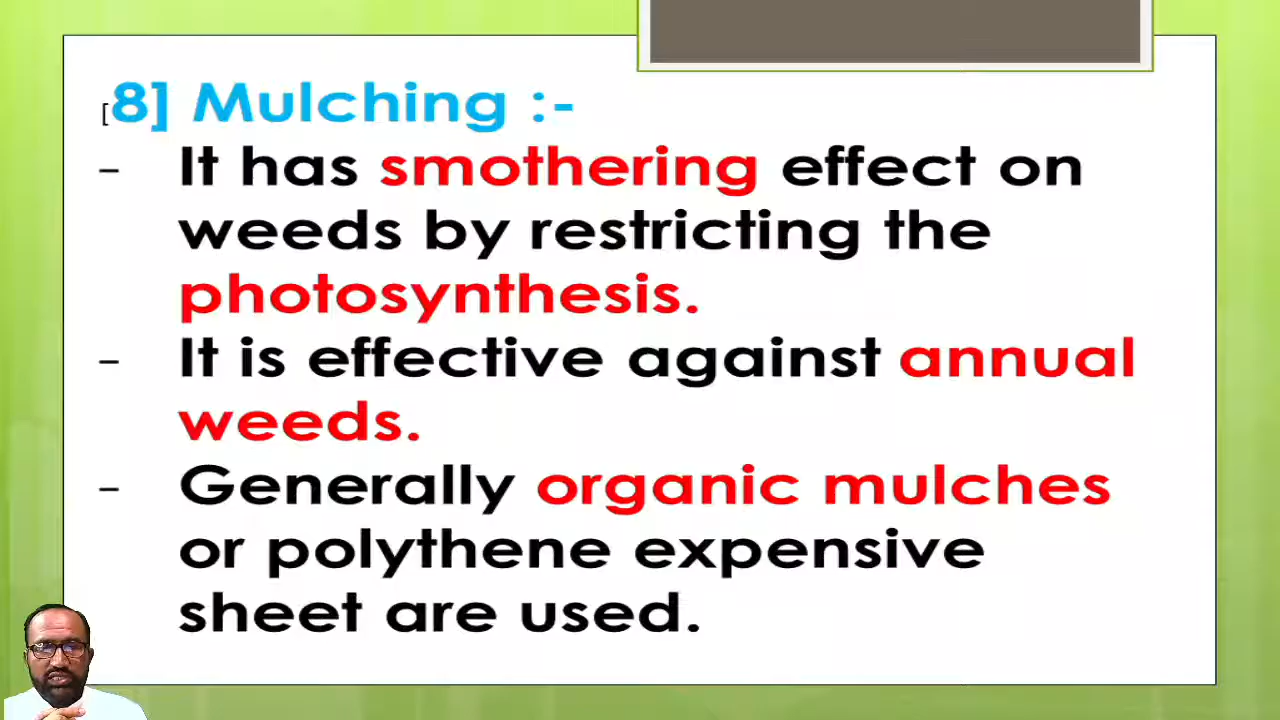 [8] Mulching :-
- It has smothering effect on
weeds by restricting the
photosynthesis.
- It is effective against annual
weeds.
- Generally organic mulches
or polythene expensive
sheet are used.